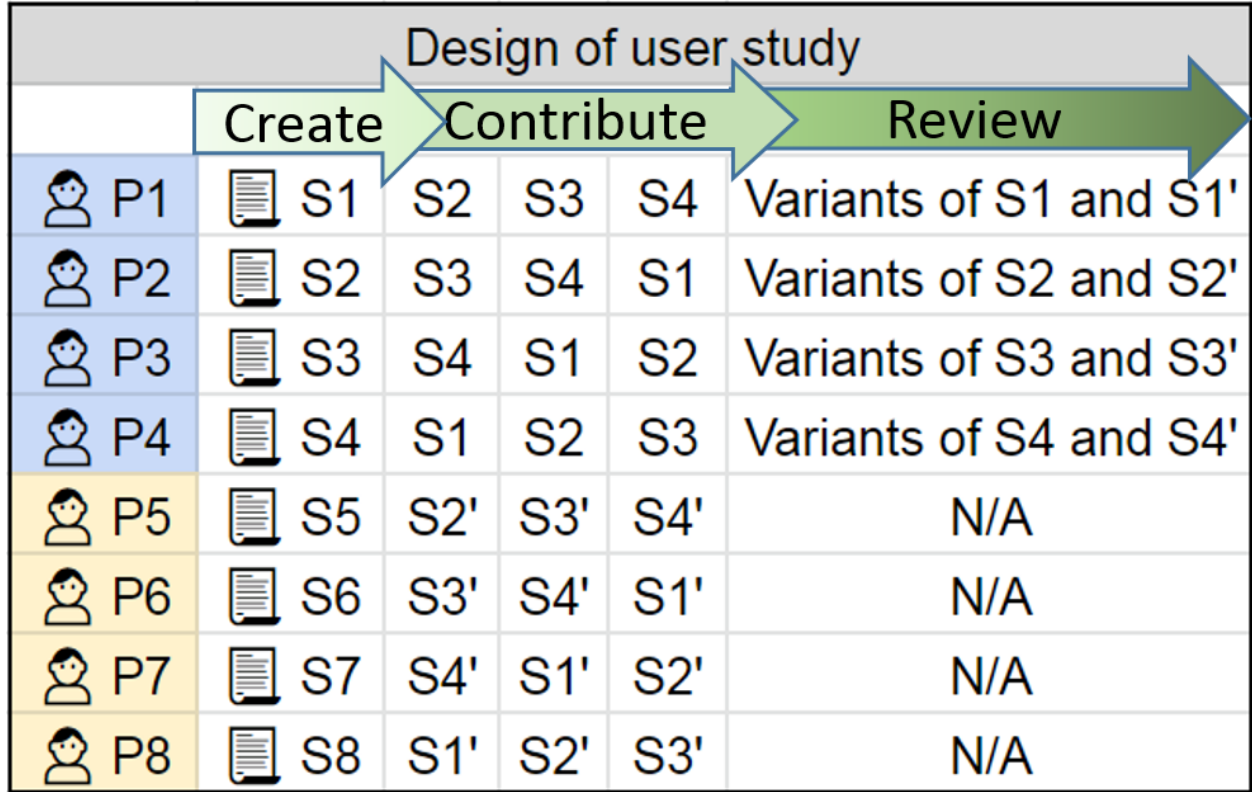 Design of user study
Create Contribute Review
P1 S1 S2 S3 S4 Variants of S1 and S1'
P2 S2 S3 S4 S1 Variants of S2 and S2'
P3 S3 S4 S1 S2 Variants of S3 and S3'
P4 S4 S1 S2 S3 Variants of S4 and S4'
P5 S5 S2' S3' S4' N/A
P6 S6 S3' S4' S1' N/A
P7 S7 S4' S1' S2' N/A
P8 S8 S1' S2' S3' N/A